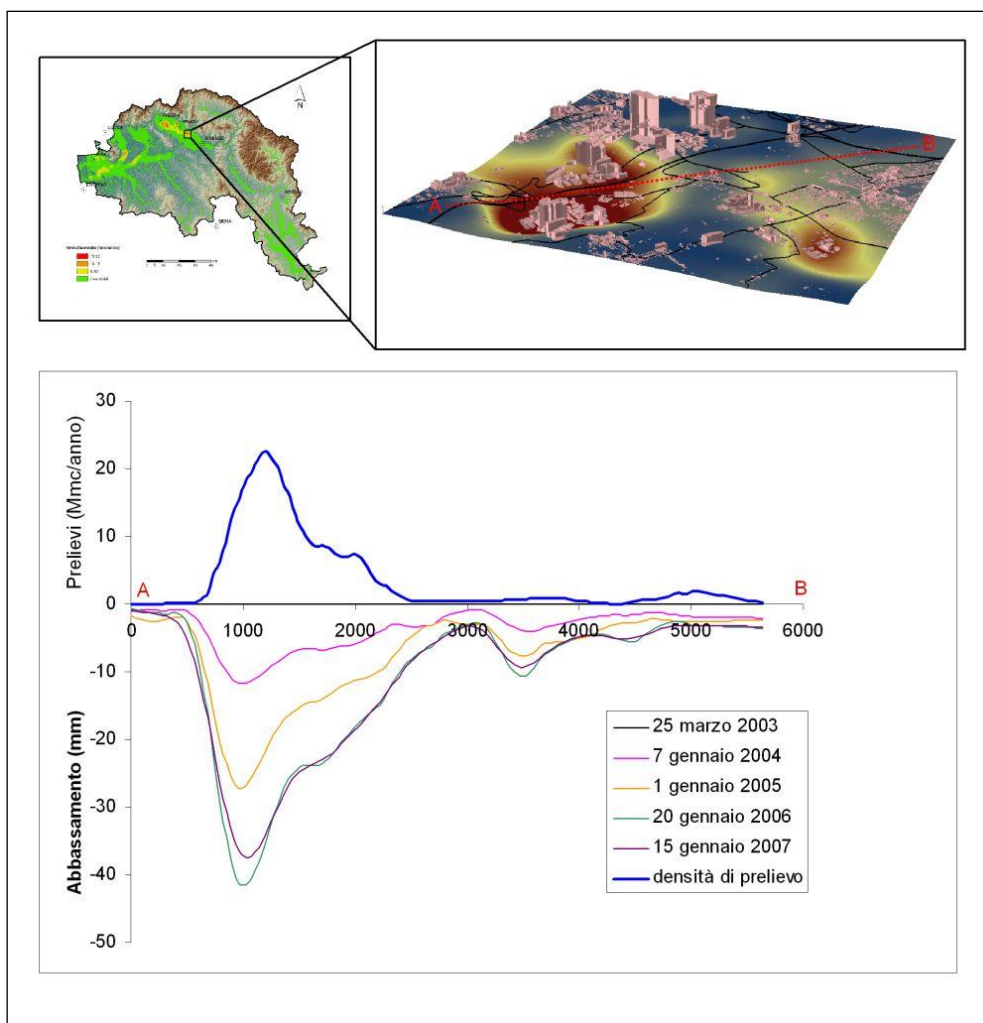 N
SIENA
A
B
Prelievi (Mmc/anno)
Abbassamento (mm)
30
20
10
0
-10
-20
-30
-40
-50
A
B
0 1000 2000 3000 4000 5000 6000
25 marzo 2003
7 gennaio 2004
1 gennaio 2005
20 gennaio 2006
15 gennaio 2007
densità di prelievo